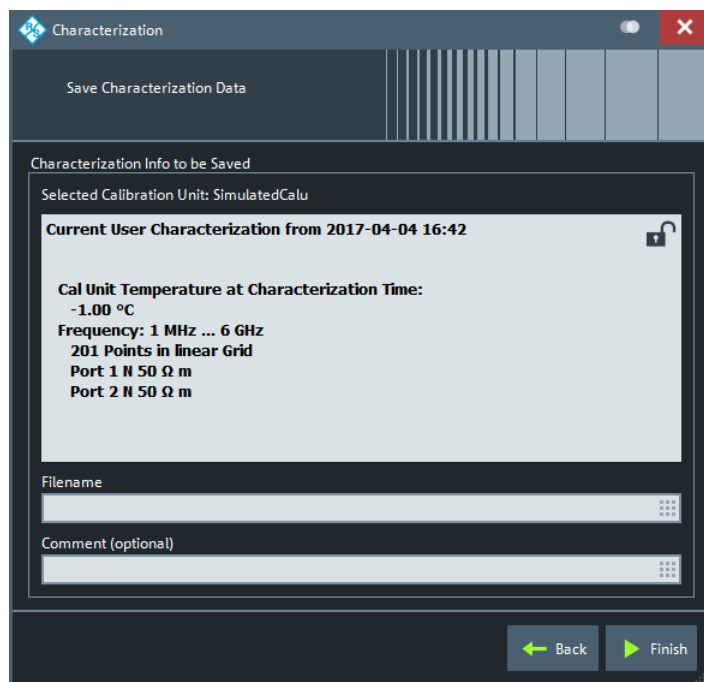 Characterization
Save Characterization Data
Characterization Info to be Saved
Selected Calibration Unit: SimulatedCalu
Current User Characterization from 2017-04-04 16:42
Cal Unit Temperature at Characterization Time:
-1.00 °C
Frequency: 1 MHz ... 6 GHz
201 Points in linear Grid
Port 1 N 50 Ω m
Port 2 N 50 Ω m
Filename
Comment (optional)
Back
Finish